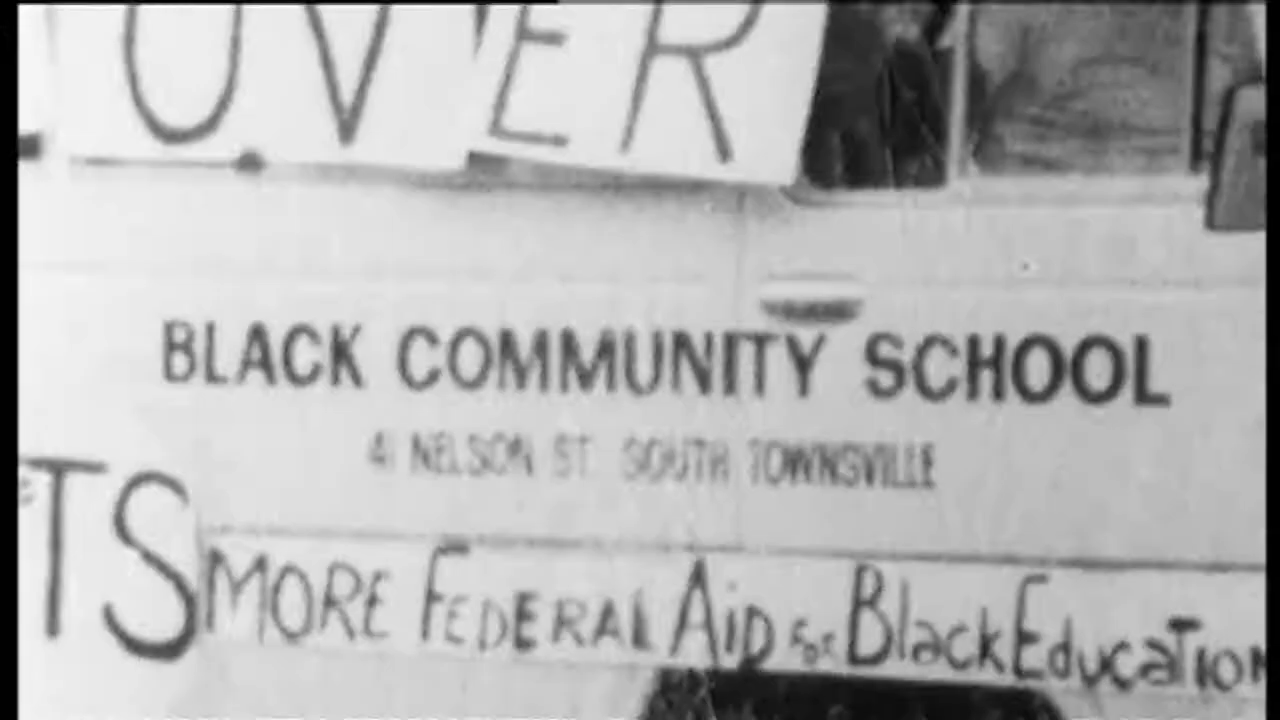 OVER
BLACK COMMUNITY SCHOOL
41 NELSON ST SOUTH TOWNSVILLE
TS
MORE FEDERAL AID for Black Education